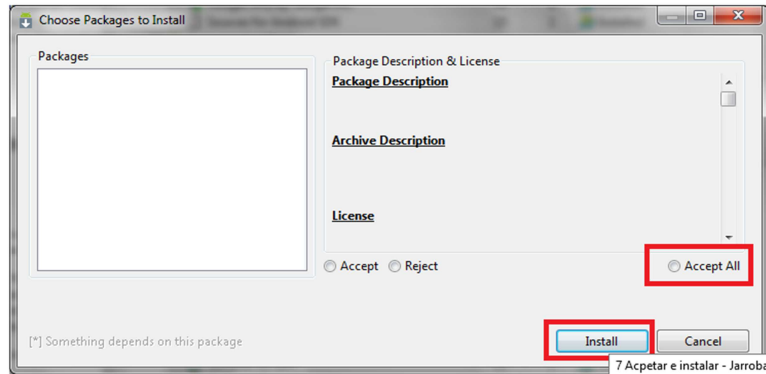 Choose Packages to Install
Packages
Package Description & License
Package Description
Archive Description
License
Accept
Reject
Accept All
[*] Something depends on this package
Install
Cancel
7 Acpetar e instalar - Jarroba